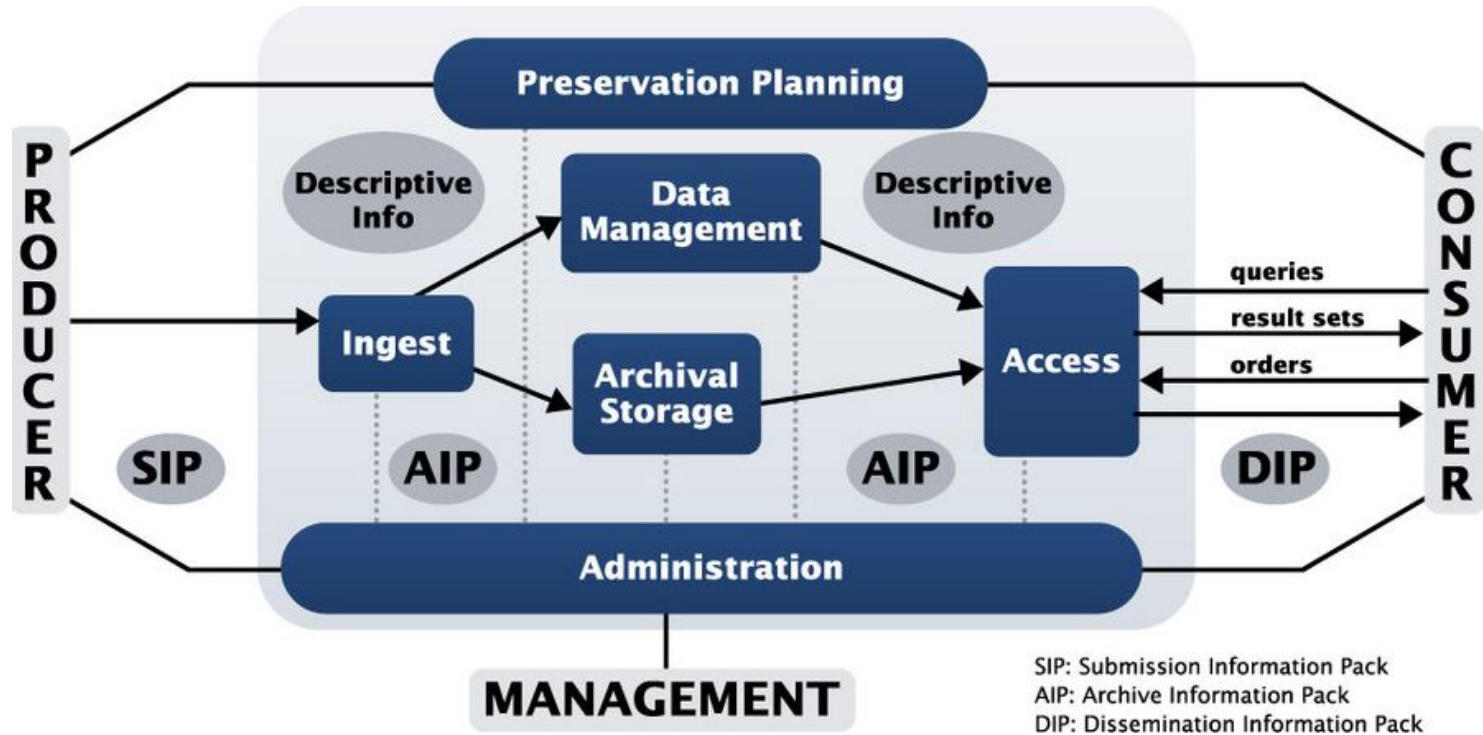 Preservation Planning
PRODUCER
CONSUMER
Descriptive
Info
Data
Management
Descriptive
Info
queries
result sets
orders
Ingest
Archival
Storage
Access
SIP
AIP
AIP
DIP
Administration
MANAGEMENT
SIP: Submission Information Pack
AIP: Archive Information Pack
DIP: Dissemination Information Pack